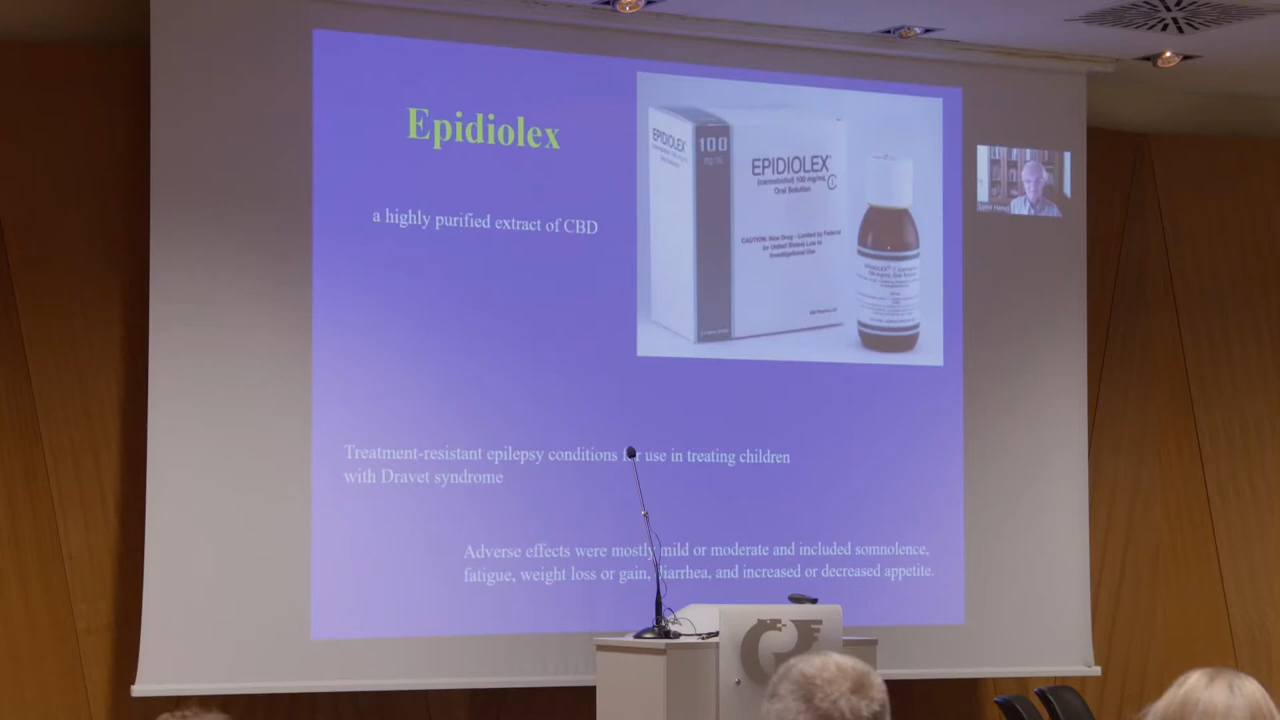 Epidiolex
a highly purified extract of CBD
EPIDIOLEX
100
mg/mL
EPIDIOLEX
(cannabidiol) 100 mg/mL
Oral Solution
CAUTION: New Drug - Limited by Federal
(or United States) Law to
Investigational Use
Treatment-resistant epilepsy conditions for use in treating children
with Dravet syndrome
Adverse effects were mostly mild or moderate and included somnolence,
fatigue, weight loss or gain, diarrhea, and increased or decreased appetite.